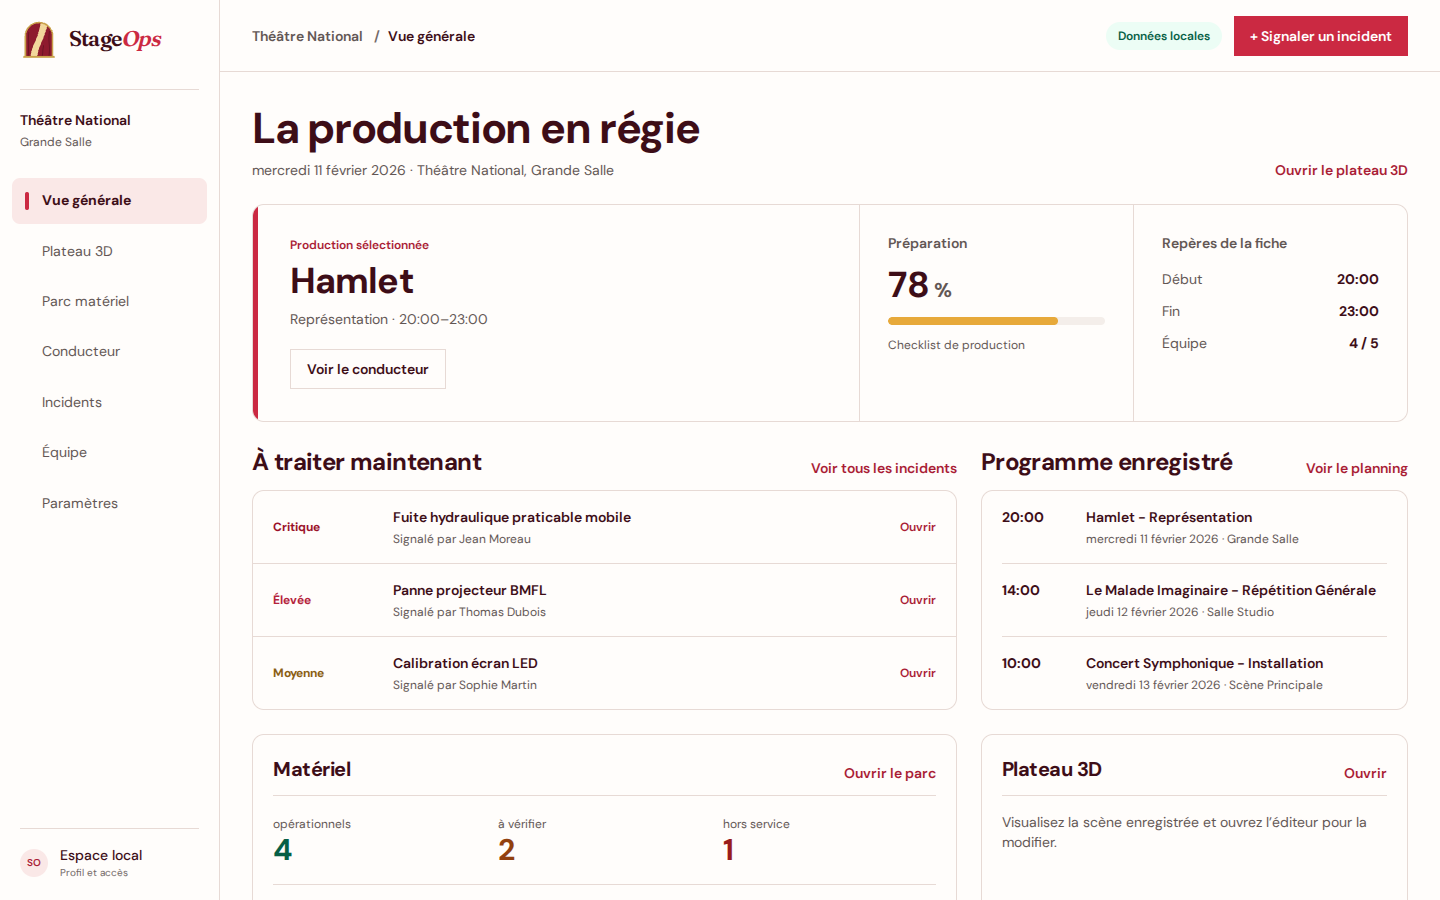 StageOps
Théâtre National
Grande Salle
Vue générale
Plateau 3D
Parc matériel
Conducteur
Incidents
Équipe
Paramètres
SO
Espace local
Profil et accès
Théâtre National / Vue générale
Données locales
+ Signaler un incident
La production en régie
mercredi 11 février 2026 · Théâtre National, Grande Salle
Ouvrir le plateau 3D
Production sélectionnée
Hamlet
Représentation · 20:00–23:00
Voir le conducteur
Préparation
78 %
Checklist de production
Repères de la fiche
Début 20:00
Fin 23:00
Équipe 4 / 5
À traiter maintenant
Voir tous les incidents
Critique
Fuite hydraulique praticable mobile
Signalé par Jean Moreau
Ouvrir
Élevée
Panne projecteur BMFL
Signalé par Thomas Dubois
Ouvrir
Moyenne
Calibration écran LED
Signalé par Sophie Martin
Ouvrir
Programme enregistré
Voir le planning
20:00
Hamlet - Représentation
mercredi 11 février 2026 · Grande Salle
14:00
Le Malade Imaginaire - Répétition Générale
jeudi 12 février 2026 · Salle Studio
10:00
Concert Symphonique - Installation
vendredi 13 février 2026 · Scène Principale
Matériel
Ouvrir le parc
opérationnels
4
à vérifier
2
hors service
1
Plateau 3D
Ouvrir
Visualisez la scène enregistrée et ouvrez l’éditeur pour la
modifier.